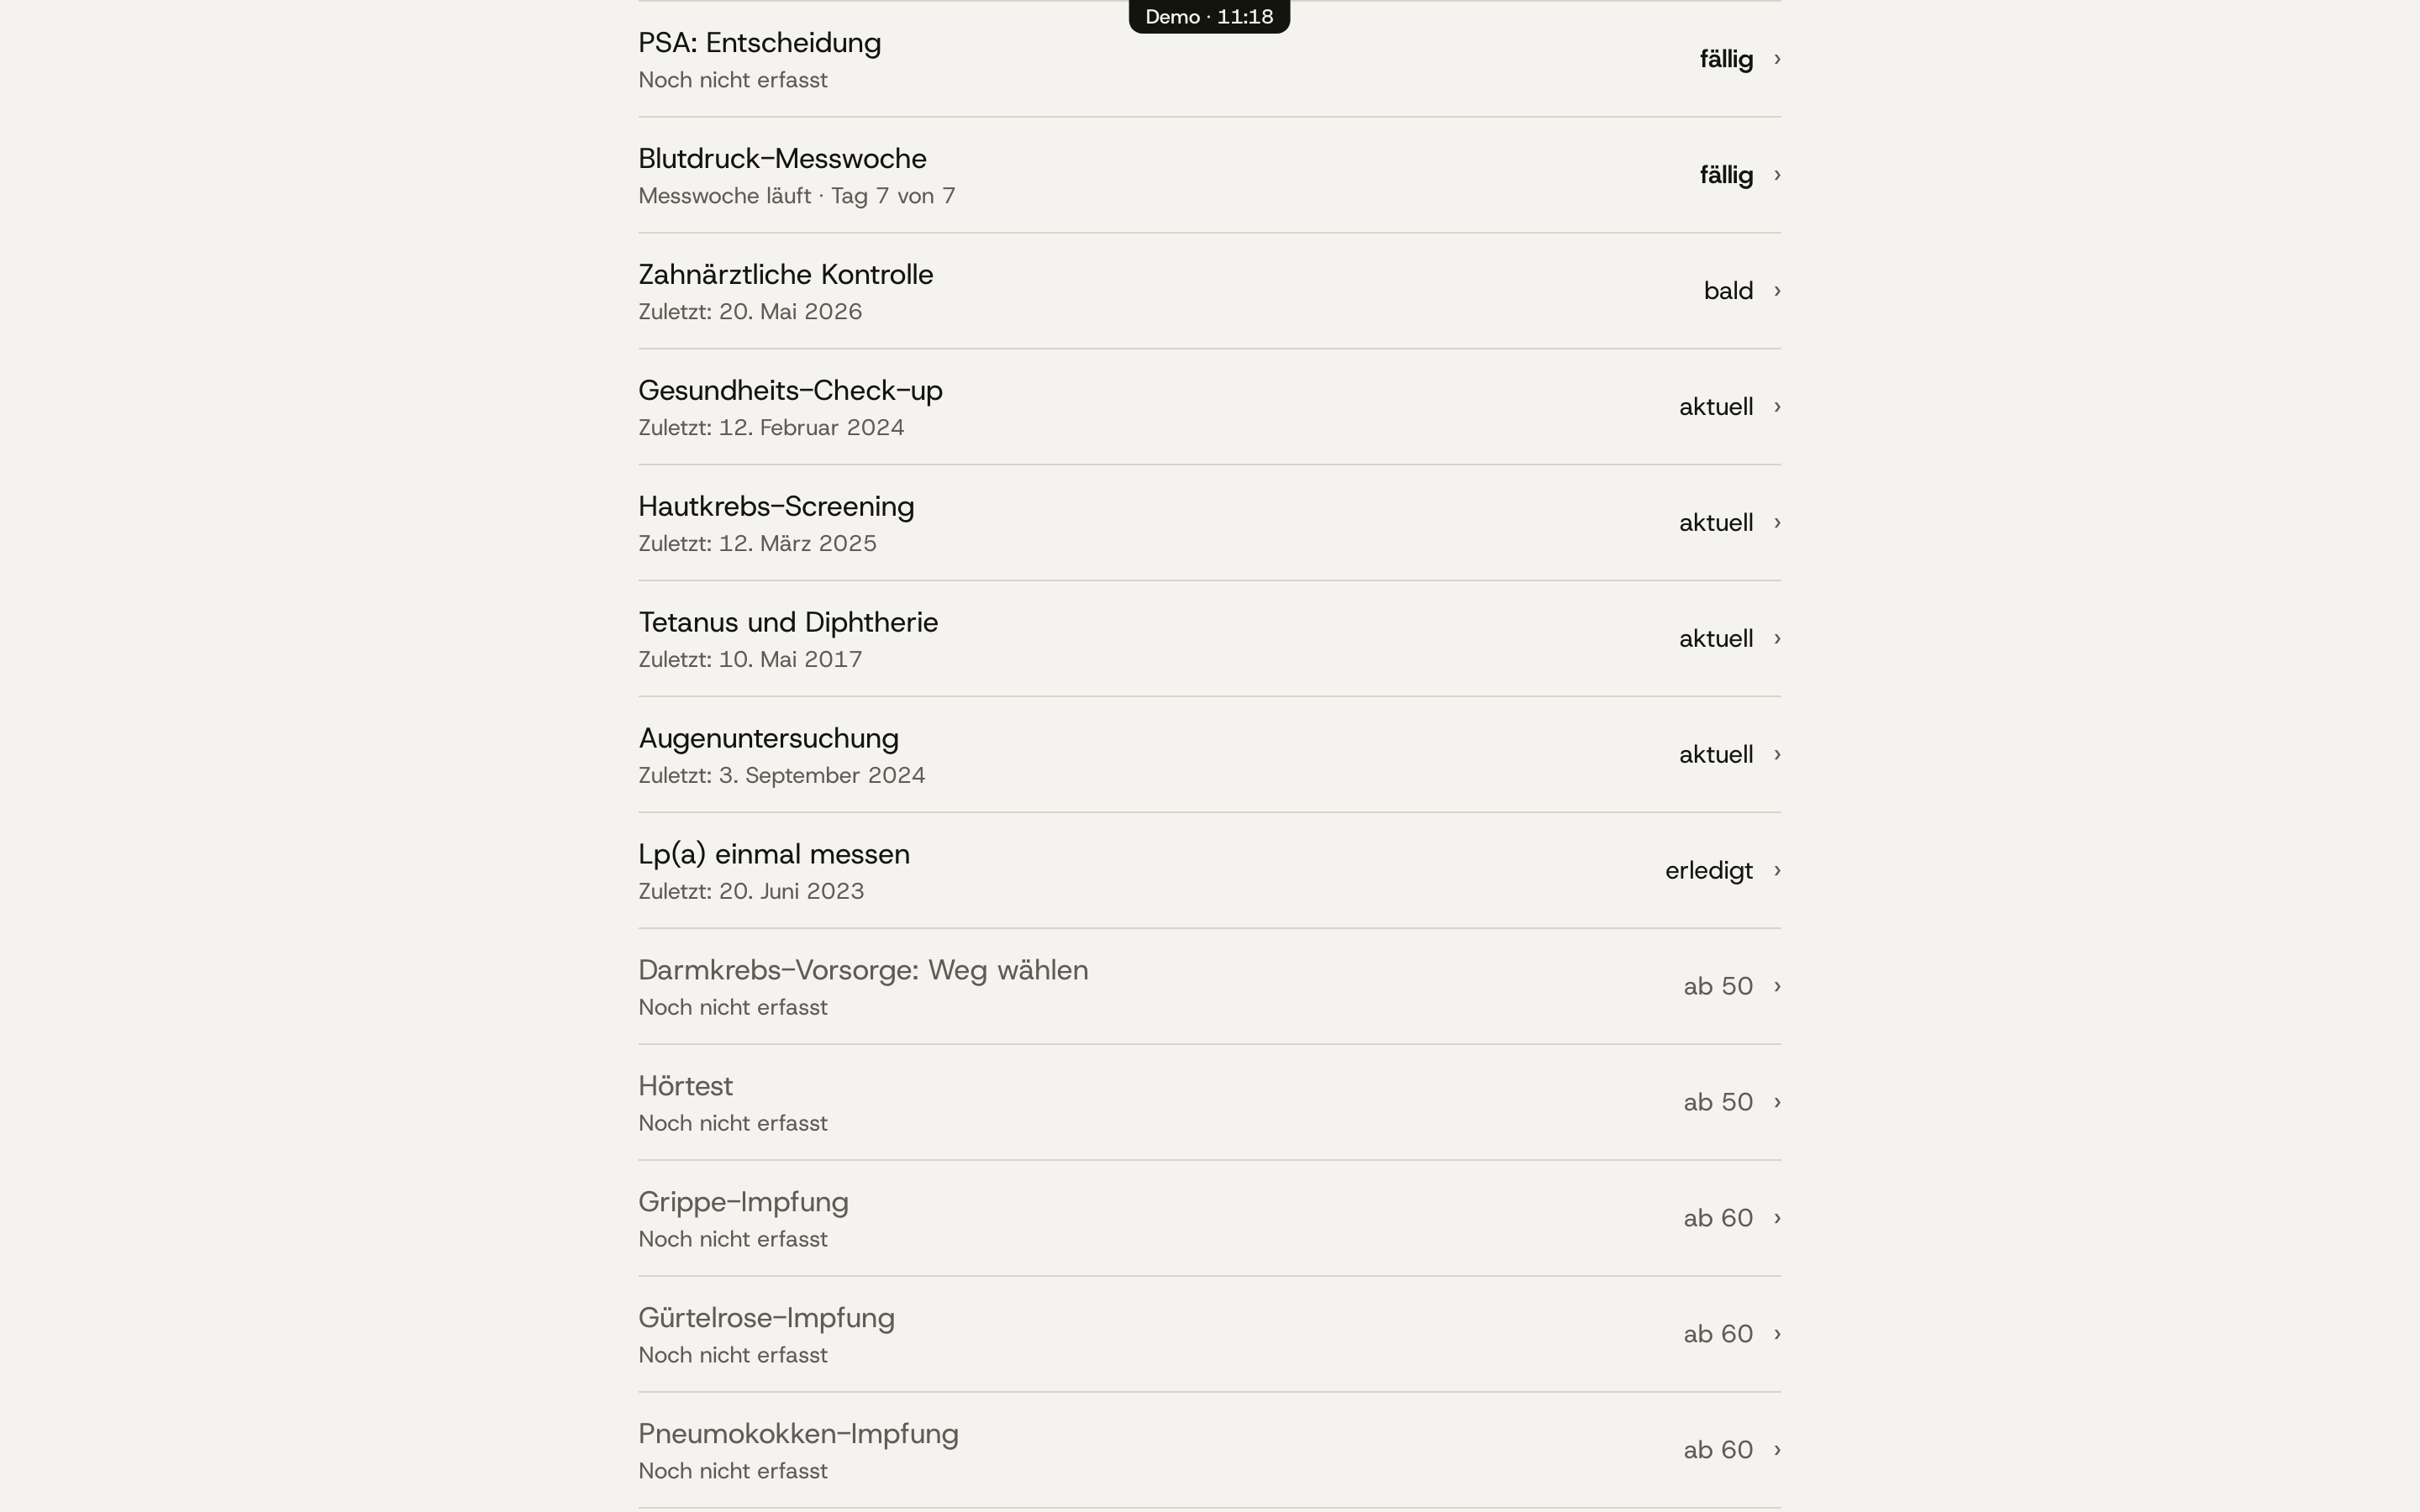 Demo · 11:18
PSA: Entscheidung
Noch nicht erfasst
fällig ›
Blutdruck-Messwoche
Messwoche läuft · Tag 7 von 7
fällig ›
Zahnärztliche Kontrolle
Zuletzt: 20. Mai 2026
bald ›
Gesundheits-Check-up
Zuletzt: 12. Februar 2024
aktuell ›
Hautkrebs-Screening
Zuletzt: 12. März 2025
aktuell ›
Tetanus und Diphtherie
Zuletzt: 10. Mai 2017
aktuell ›
Augenuntersuchung
Zuletzt: 3. September 2024
aktuell ›
Lp(a) einmal messen
Zuletzt: 20. Juni 2023
erledigt ›
Darmkrebs-Vorsorge: Weg wählen
Noch nicht erfasst
ab 50 ›
Hörtest
Noch nicht erfasst
ab 50 ›
Grippe-Impfung
Noch nicht erfasst
ab 60 ›
Gürtelrose-Impfung
Noch nicht erfasst
ab 60 ›
Pneumokokken-Impfung
Noch nicht erfasst
ab 60 ›